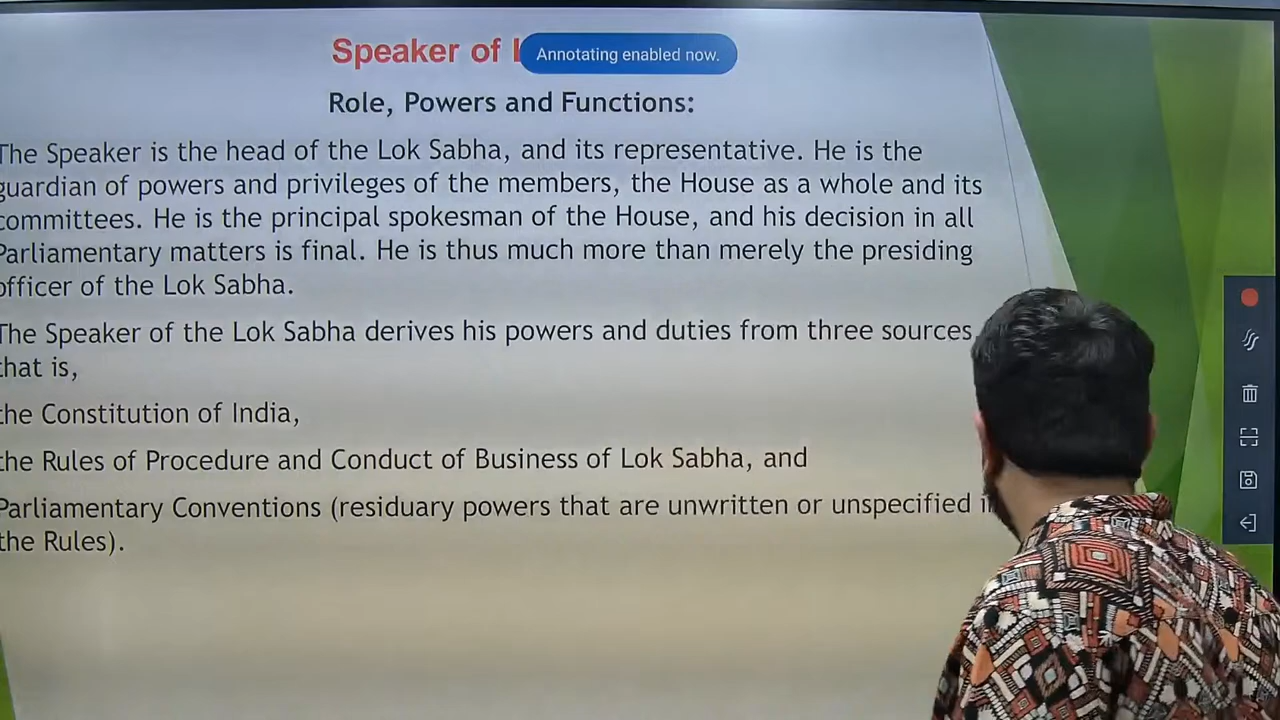 Speaker of
Annotating enabled now.
Role, Powers and Functions:
The Speaker is the head of the Lok Sabha, and its representative. He is the
guardian of powers and privileges of the members, the House as a whole and its
committees. He is the principal spokesman of the House, and his decision in all
Parliamentary matters is final. He is thus much more than merely the presiding
officer of the Lok Sabha.
The Speaker of the Lok Sabha derives his powers and duties from three sources
that is,
the Constitution of India,
the Rules of Procedure and Conduct of Business of Lok Sabha, and
Parliamentary Conventions (residuary powers that are unwritten or unspecified
the Rules).